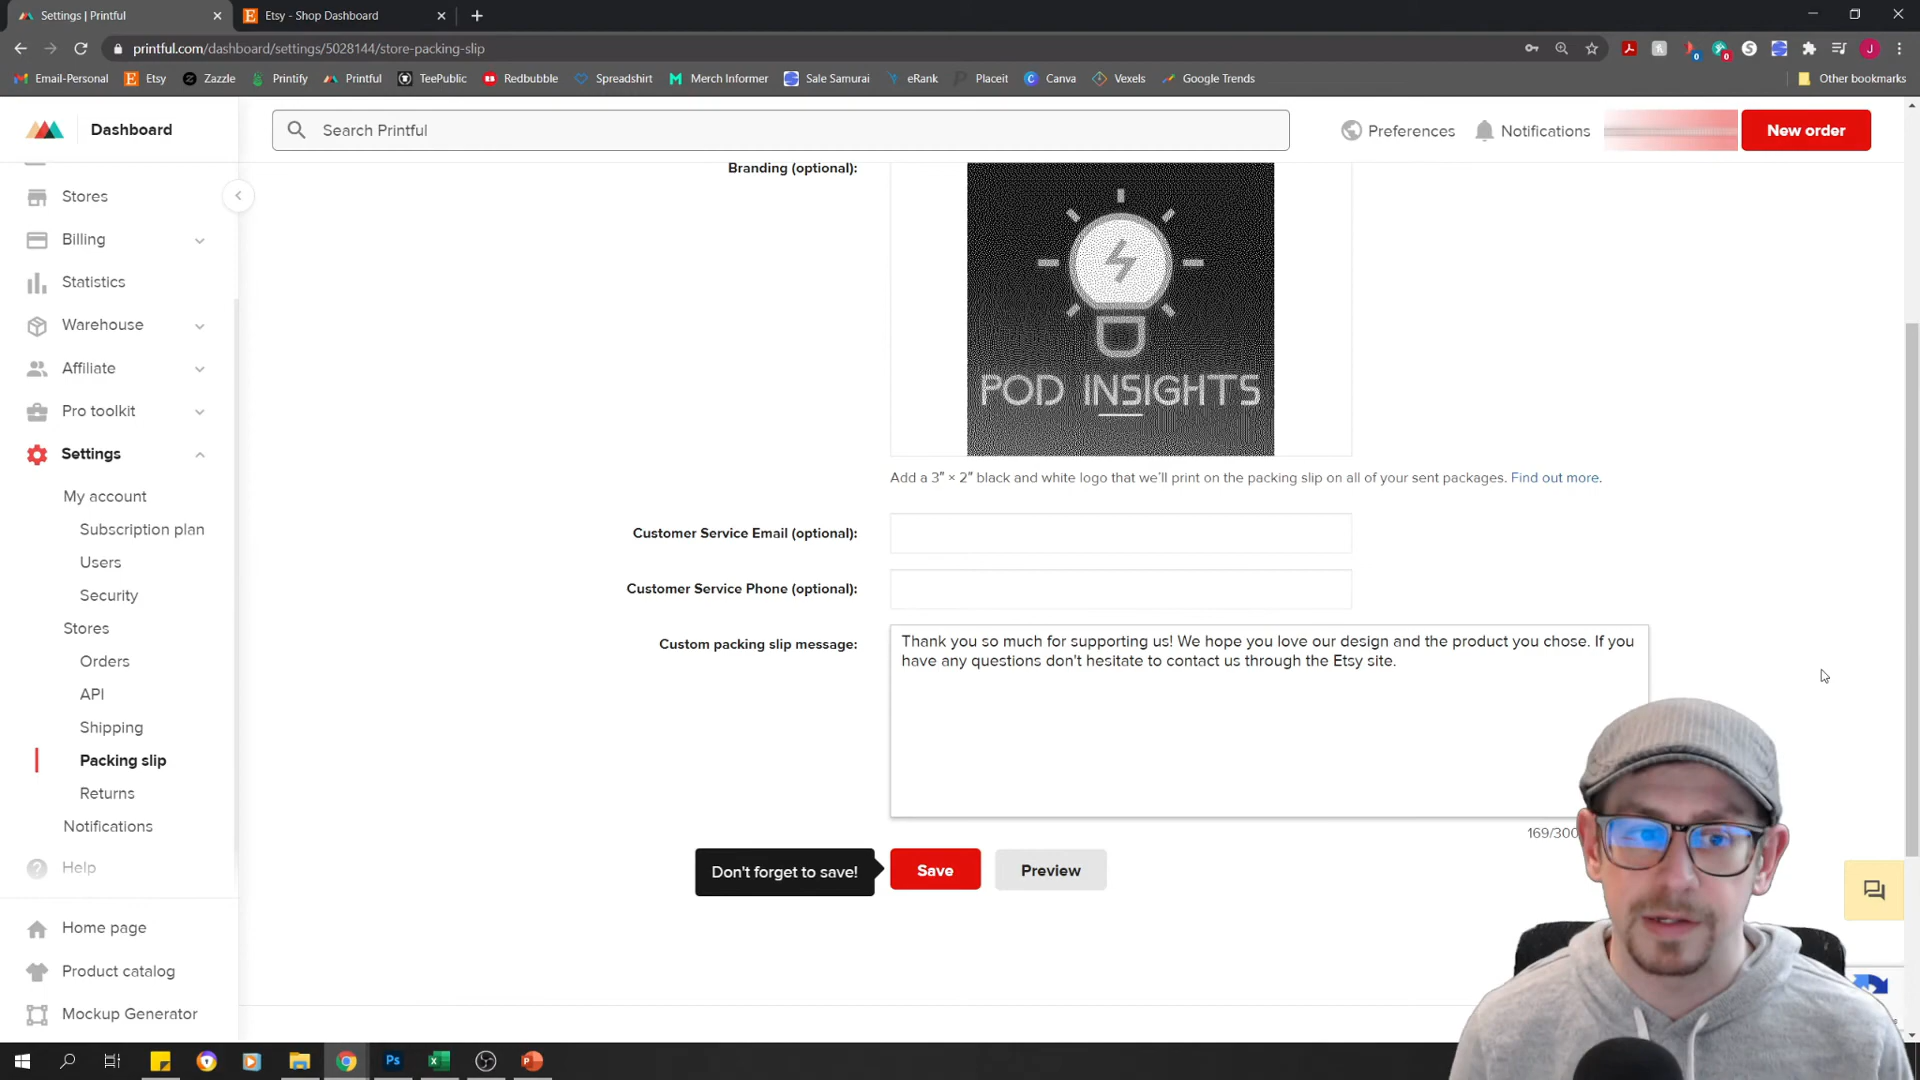 Settings | Printful
Etsy - Shop Dashboard
printful.com/dashboard/settings/5028144/store-packing-slip
Email-Personal
Etsy
Zazzle
Printify
Printful
TeePublic
Redbubble
Spreadshirt
Merch Informer
Sale Samurai
eRank
Placeit
Canva
Vexels
Google Trends
Other bookmarks
Dashboard
Search Printful
Preferences
Notifications
New order
Stores
Billing
Statistics
Warehouse
Affiliate
Pro toolkit
Settings
My account
Subscription plan
Users
Security
Stores
Orders
API
Shipping
Packing slip
Returns
Notifications
Help
Home page
Product catalog
Mockup Generator
Branding (optional):
POD INSIGHTS
Add a 3″ × 2″ black and white logo that we’ll print on the packing slip on all of your sent packages. Find out more.
Customer Service Email (optional):
Customer Service Phone (optional):
Custom packing slip message:
Thank you so much for supporting us! We hope you love our design and the product you chose. If you
have any questions don't hesitate to contact us through the Etsy site.
169/300
Don't forget to save!
Save
Preview